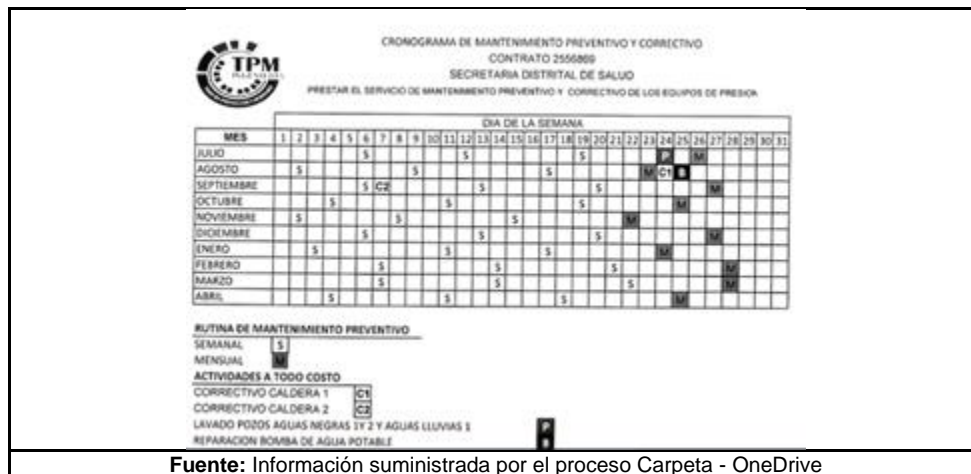 TPM
INGENIERIA
CRONOGRAMA DE MANTENIMIENTO PREVENTIVO Y CORRECTIVO
CONTRATO 2556869
SECRETARIA DISTRITAL DE SALUD
PRESTAR EL SERVICIO DE MANTENIMIENTO PREVENTIVO Y CORRECTIVO DE LOS EQUIPOS DE PRESION
DIA DE LA SEMANA
MES 1 2 3 4 5 6 7 8 9 10 11 12 13 14 15 16 17 18 19 20 21 22 23 24 25 26 27 28 29 30 31
JULIO S S S P M
AGOSTO S S S M C1 B
SEPTIEMBRE S C2 S S M
OCTUBRE S S S M
NOVIEMBRE S S S M
DICIEMBRE S S S M
ENERO S S S M
FEBRERO S S S M
MARZO S S S M
ABRIL S S S M
RUTINA DE MANTENIMIENTO PREVENTIVO
SEMANAL S
MENSUAL M
ACTIVIDADES A TODO COSTO
CORRECTIVO CALDERA 1 C1
CORRECTIVO CALDERA 2 C2
LAVADO POZOS AGUAS NEGRAS 1Y 2 Y AGUAS LLUVIAS 1 P
REPARACION BOMBA DE AGUA POTABLE B
Fuente: Información suministrada por el proceso Carpeta - OneDrive